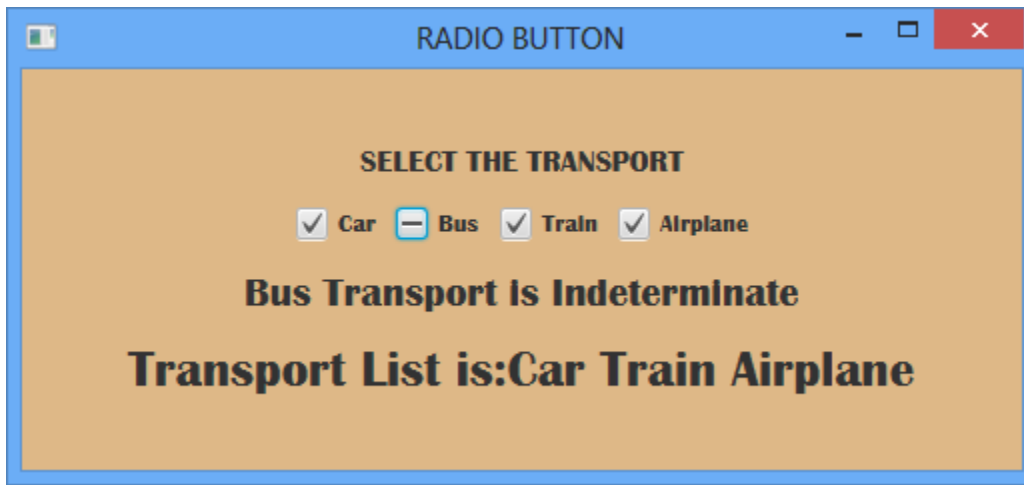 RADIO BUTTON
SELECT THE TRANSPORT
Car Bus Train Airplane
Bus Transport is Indeterminate
Transport List is:Car Train Airplane